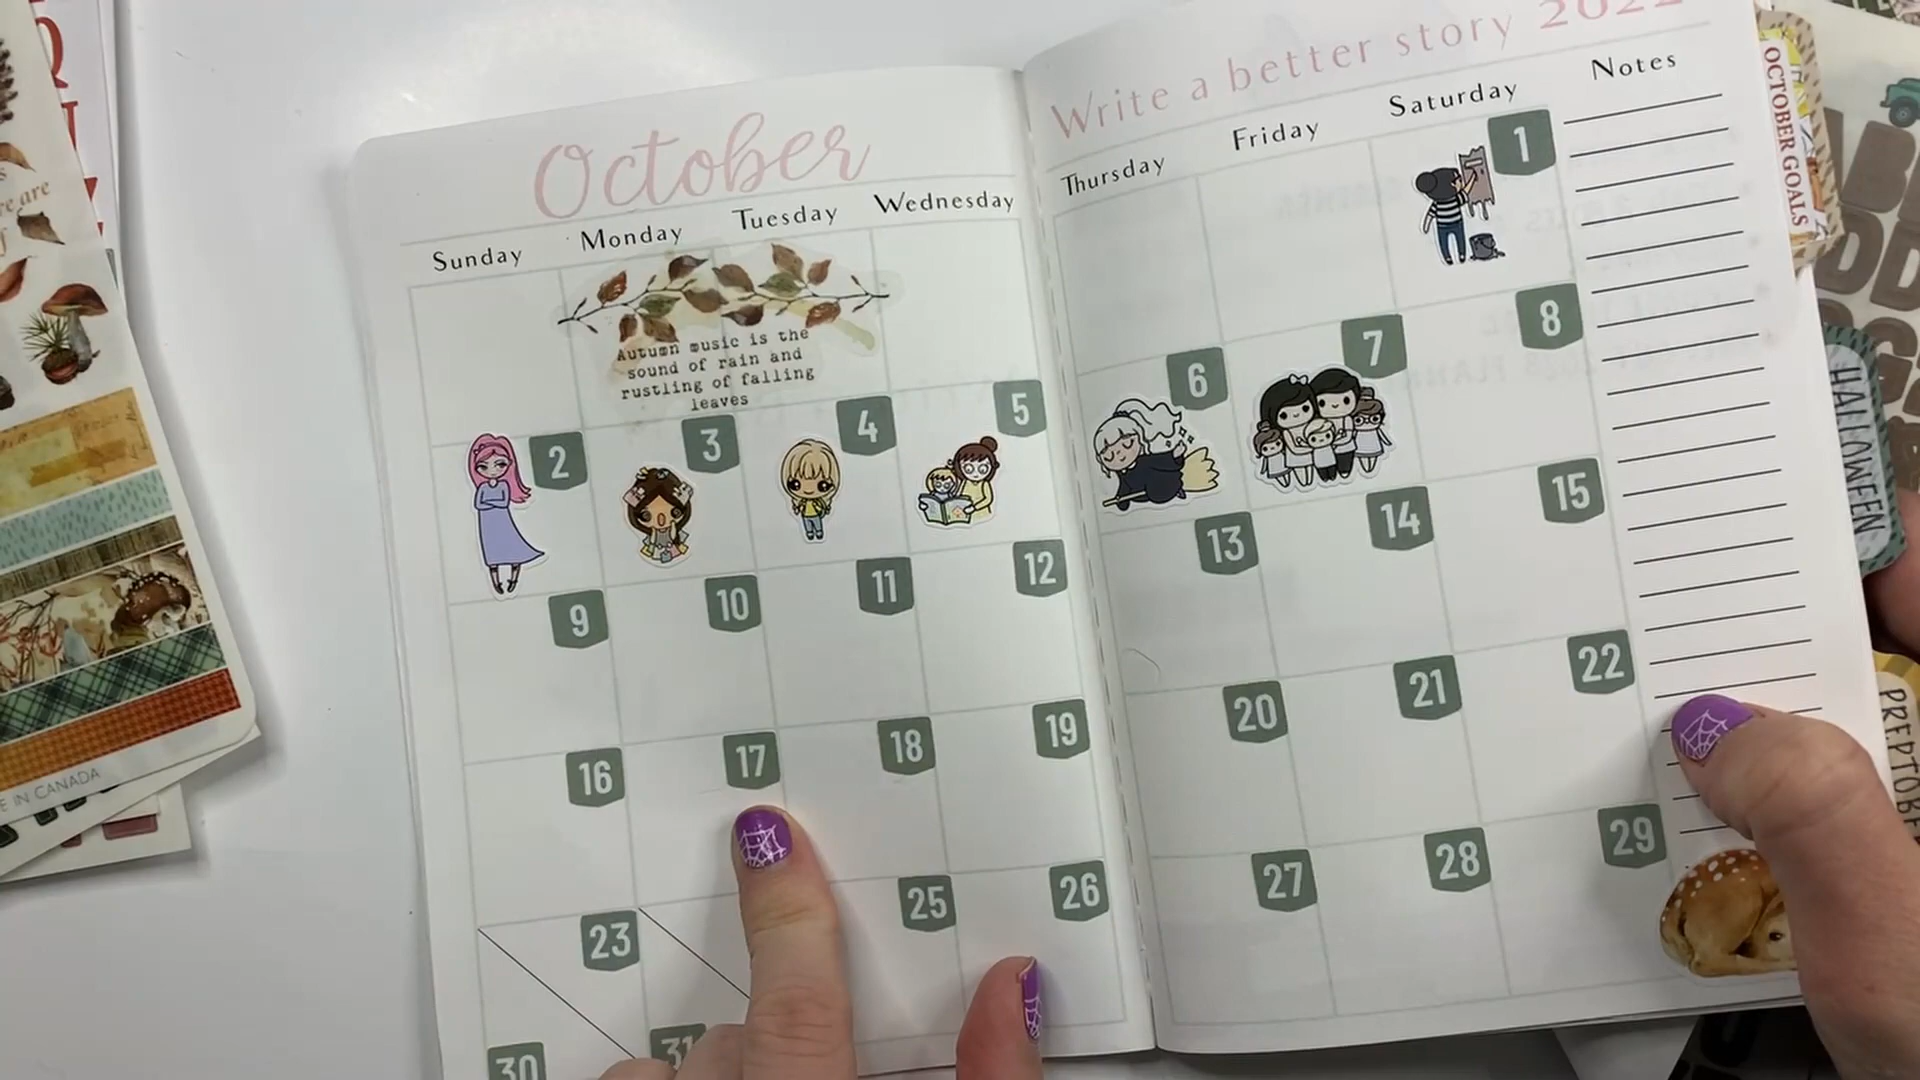 October
Write a better story 2022
Sunday Monday Tuesday Wednesday Thursday Friday Saturday Notes
1
Autumn music is the
sound of rain and
rustling of falling
leaves
2 3 4 5 6 7 8
9 10 11 12 13 14 15
16 17 18 19 20 21 22
23 25 26 27 28 29
30 31
OCTOBER GOALS
HALLOWEEN
PREPTOBE
re are
E IN CANADA